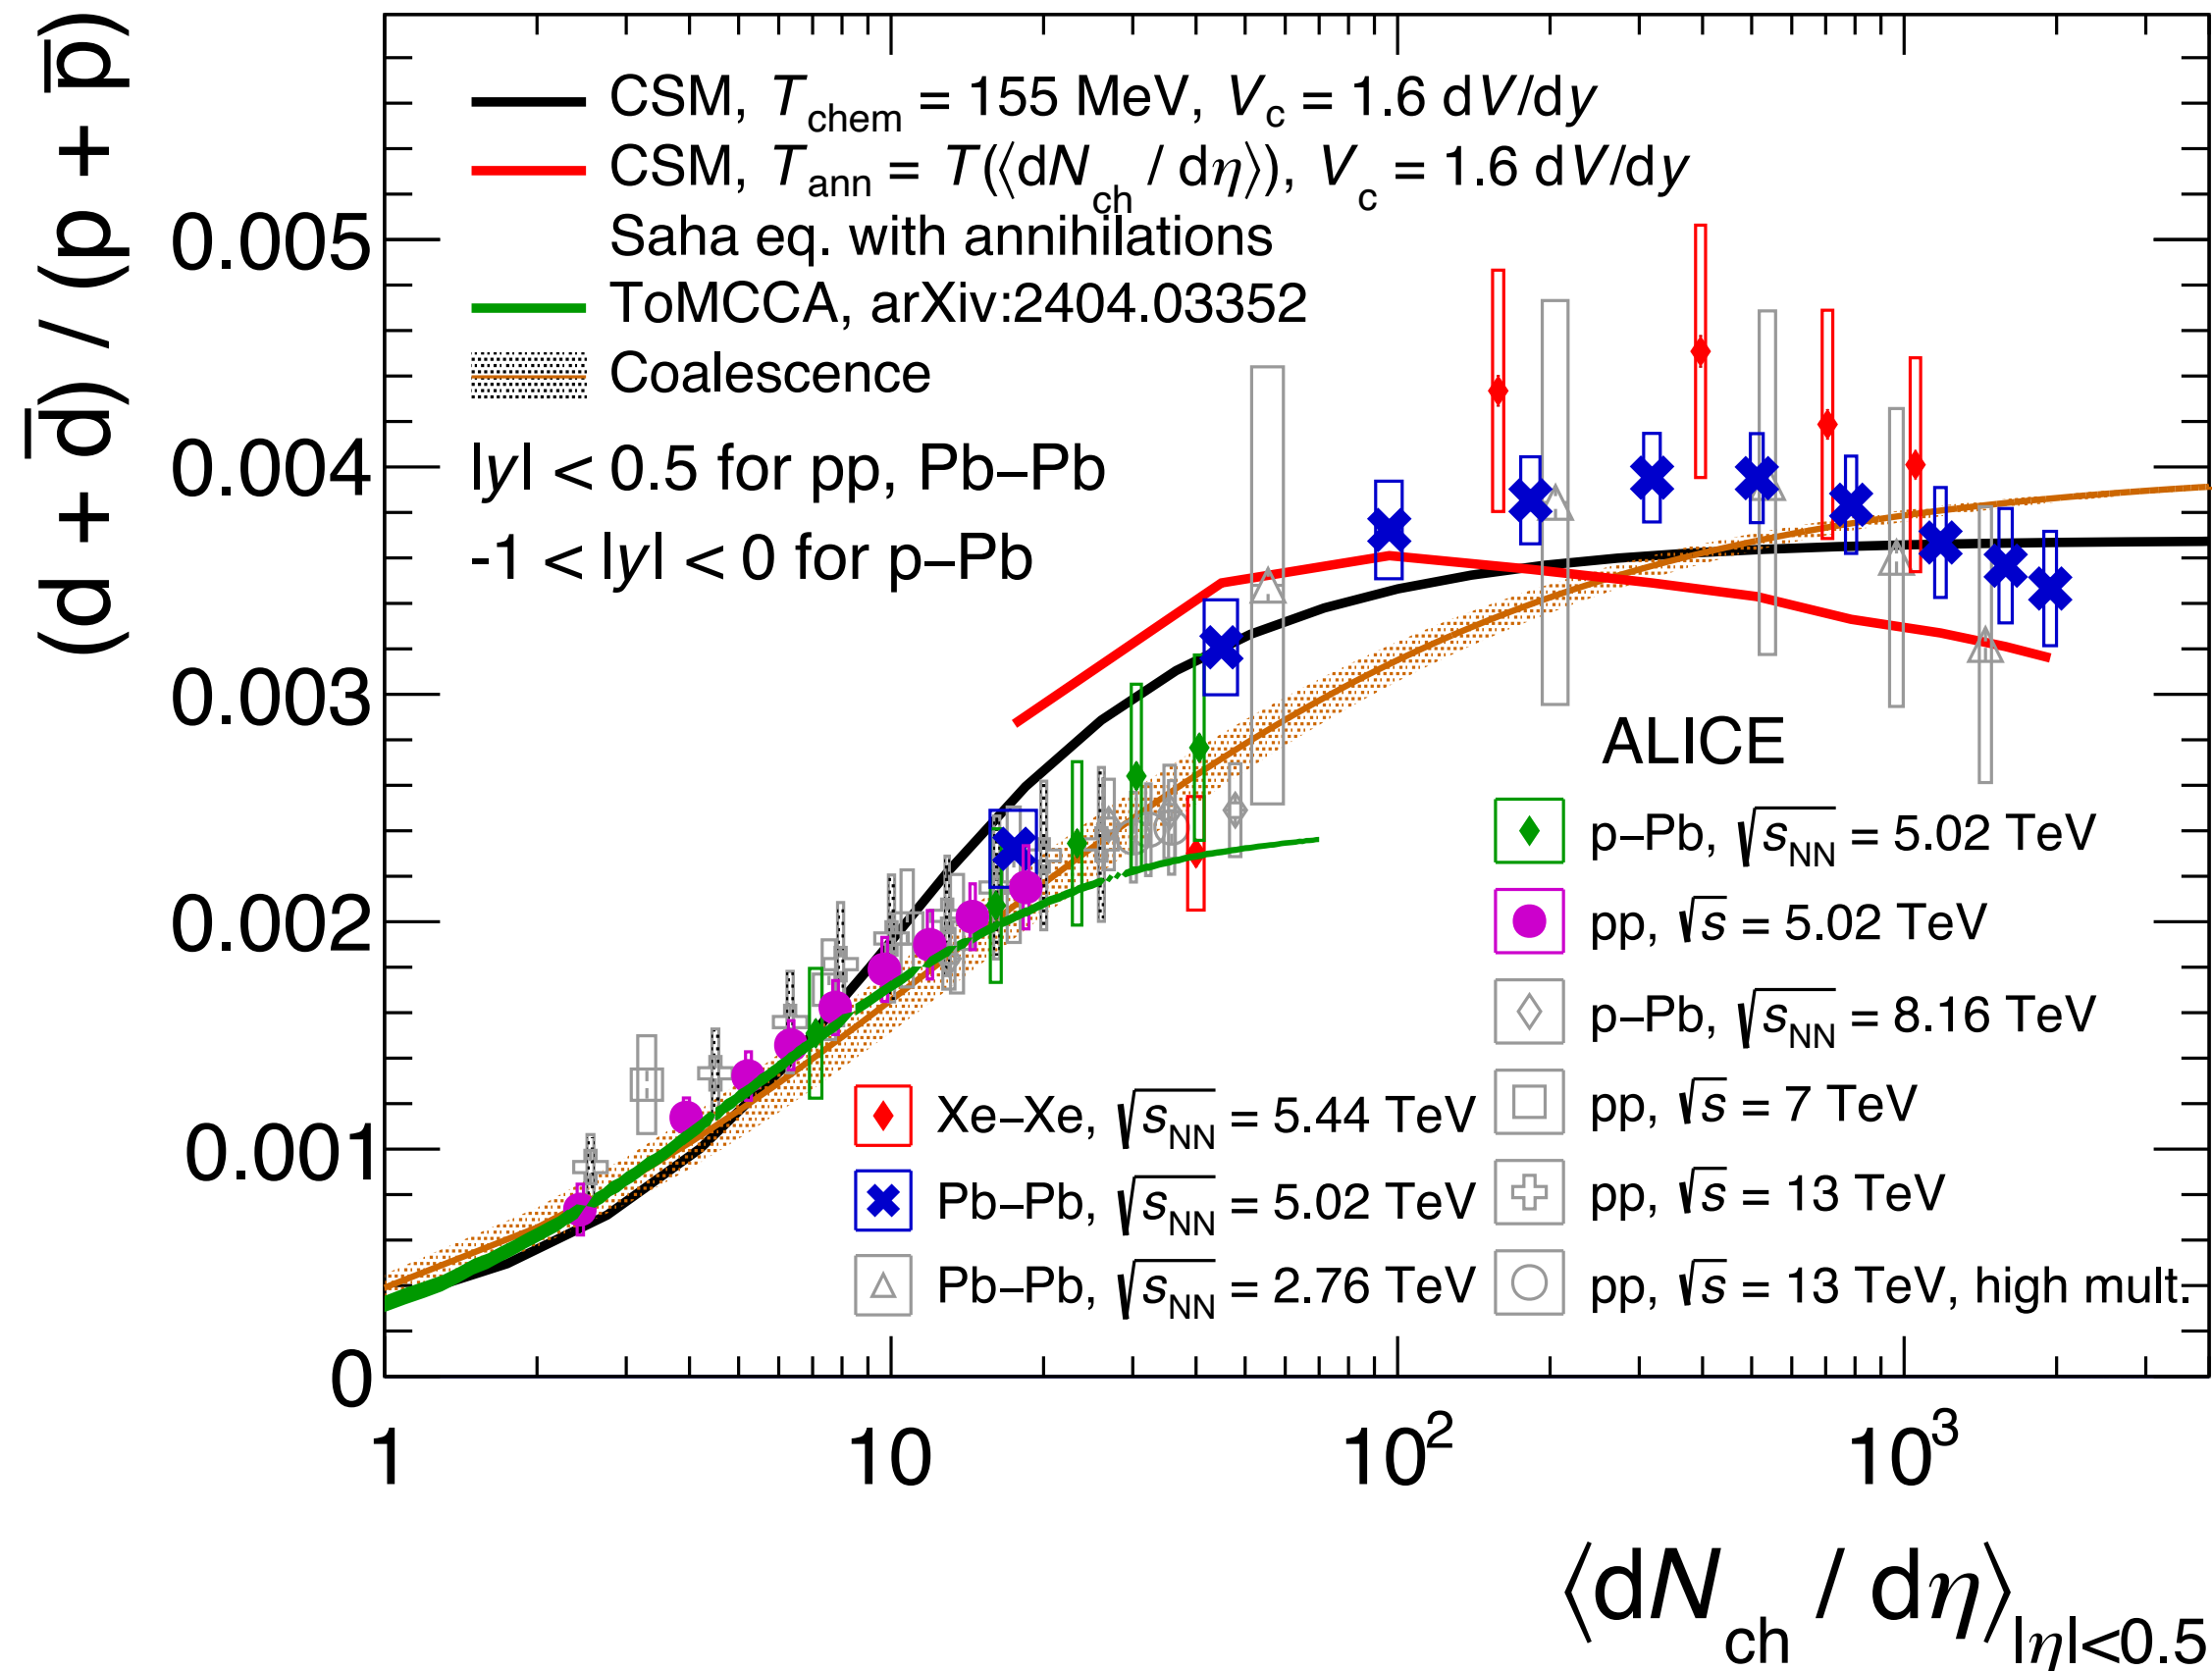 (d + d̅) / (p + p̅)
CSM, T_chem = 155 MeV, V_c = 1.6 dV/dy
CSM, T_ann = T(⟨dN_ch / dη⟩), V_c = 1.6 dV/dy
Saha eq. with annihilations
ToMCCA, arXiv:2404.03352
Coalescence
|y| < 0.5 for pp, Pb–Pb
-1 < |y| < 0 for p–Pb
0.005
0.004
0.003
0.002
0.001
0
ALICE
p–Pb, √s_NN = 5.02 TeV
pp, √s = 5.02 TeV
p–Pb, √s_NN = 8.16 TeV
pp, √s = 7 TeV
pp, √s = 13 TeV
pp, √s = 13 TeV, high mult.
Xe–Xe, √s_NN = 5.44 TeV
Pb–Pb, √s_NN = 5.02 TeV
Pb–Pb, √s_NN = 2.76 TeV
1 10 10² 10³
⟨dN_ch / dη⟩_|η|<0.5